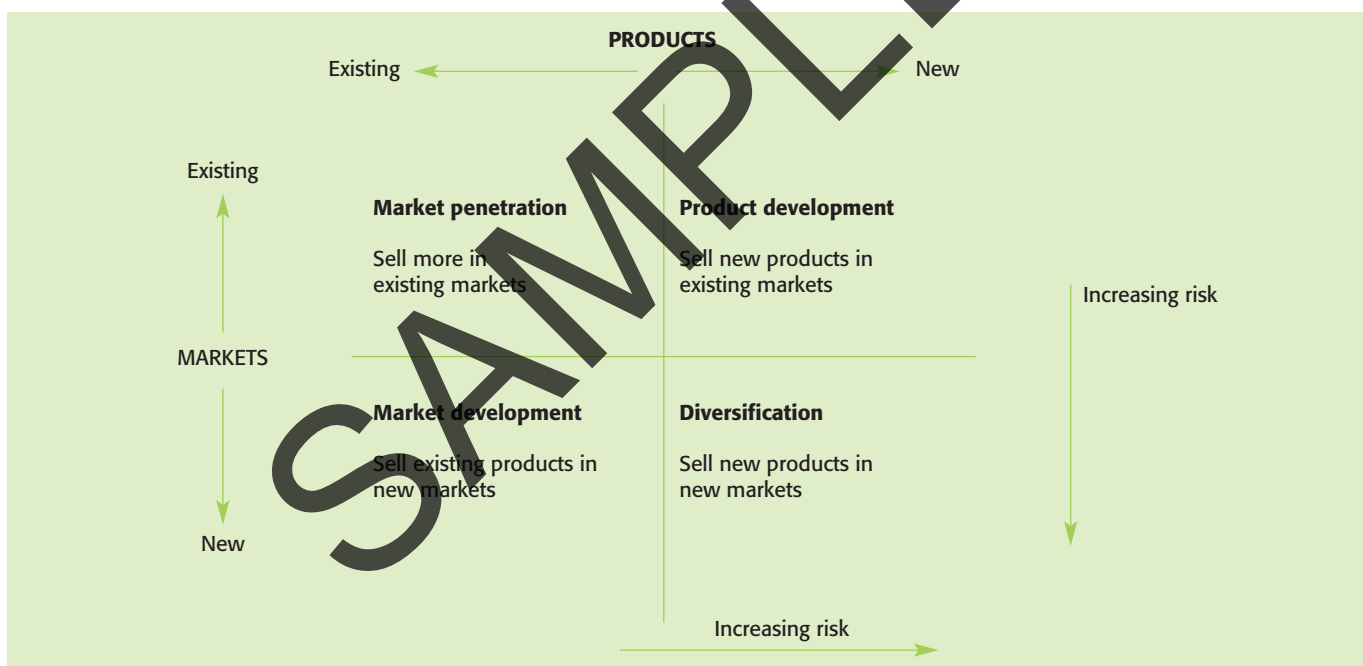 PRODUCTS
Existing New
Existing
Market penetration Product development
Sell more in Sell new products in
existing markets existing markets
Increasing risk
MARKETS
Market development Diversification
Sell existing products in Sell new products in
new markets new markets
New
Increasing risk
SAMPL